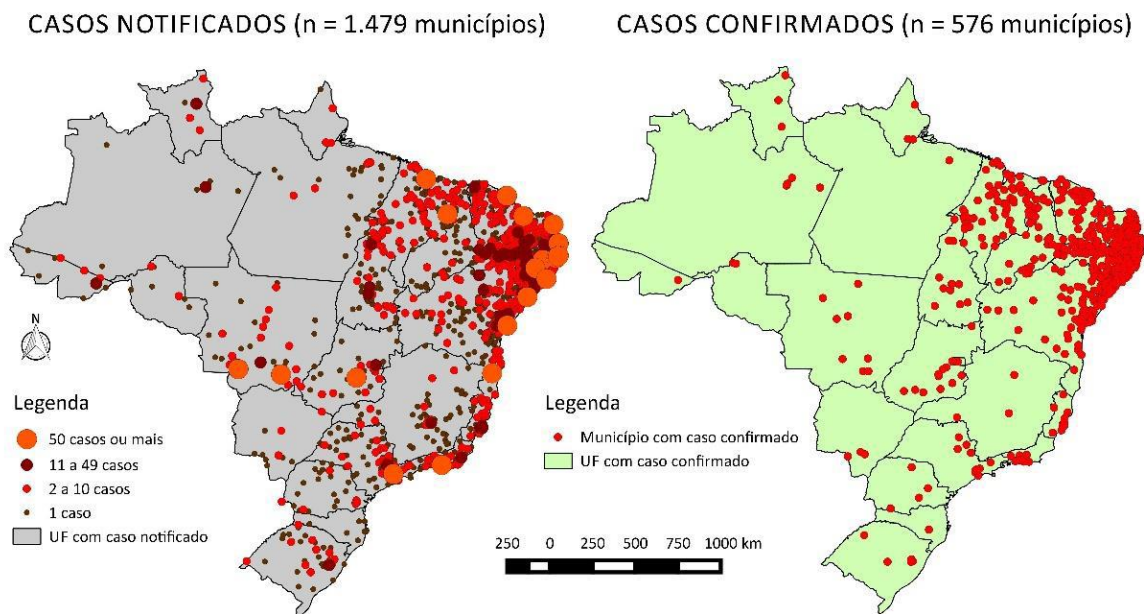 CASOS NOTIFICADOS (n = 1.479 municípios)
CASOS CONFIRMADOS (n = 576 municípios)
N
Legenda
50 casos ou mais
11 a 49 casos
2 a 10 casos
1 caso
UF com caso notificado
Legenda
Município com caso confirmado
UF com caso confirmado
250 0 250 500 750 1000 km